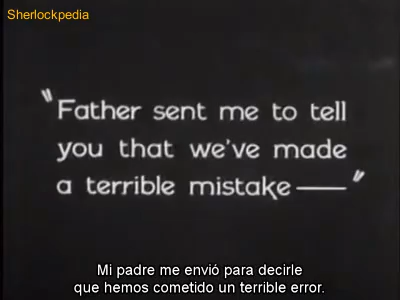 Sherlockpedia
"Father sent me to tell
you that we've made
a terrible mistake——"
Mi padre me envió para decirle
que hemos cometido un terrible error.